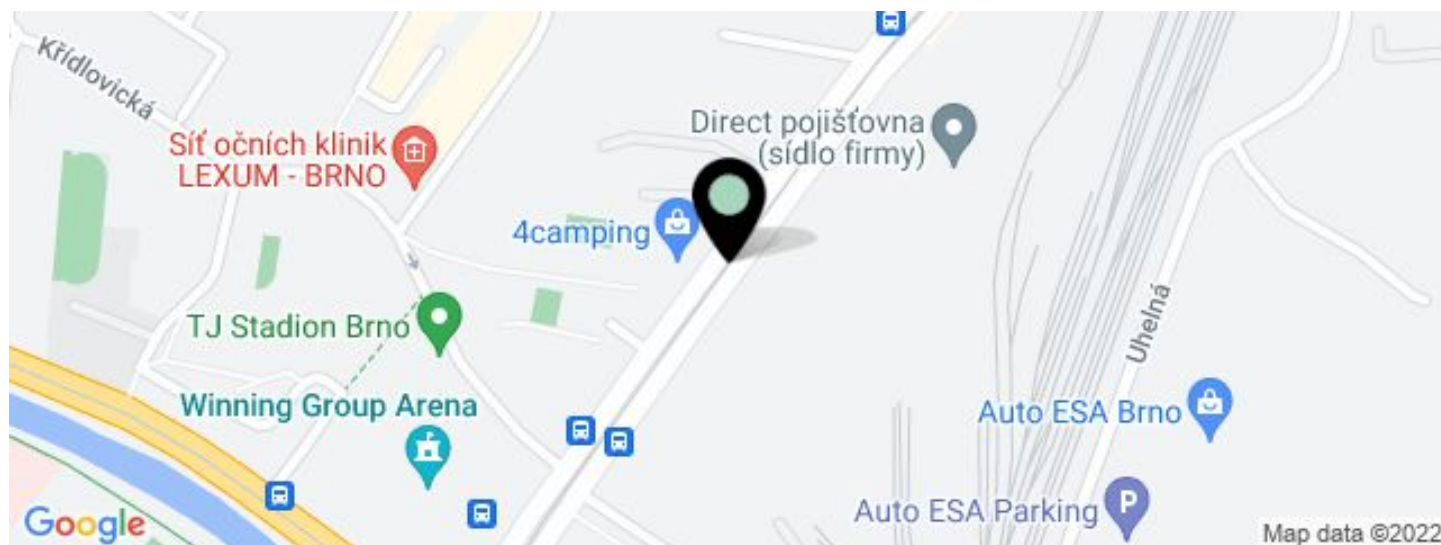 Křídlovická
Síť očních klinik
LEXUM - BRNO
Direct pojišťovna
(sídlo firmy)
4camping
TJ Stadion Brno
Uhelná
Winning Group Arena
Auto ESA Brno
Auto ESA Parking
P
Google
Map data ©2022